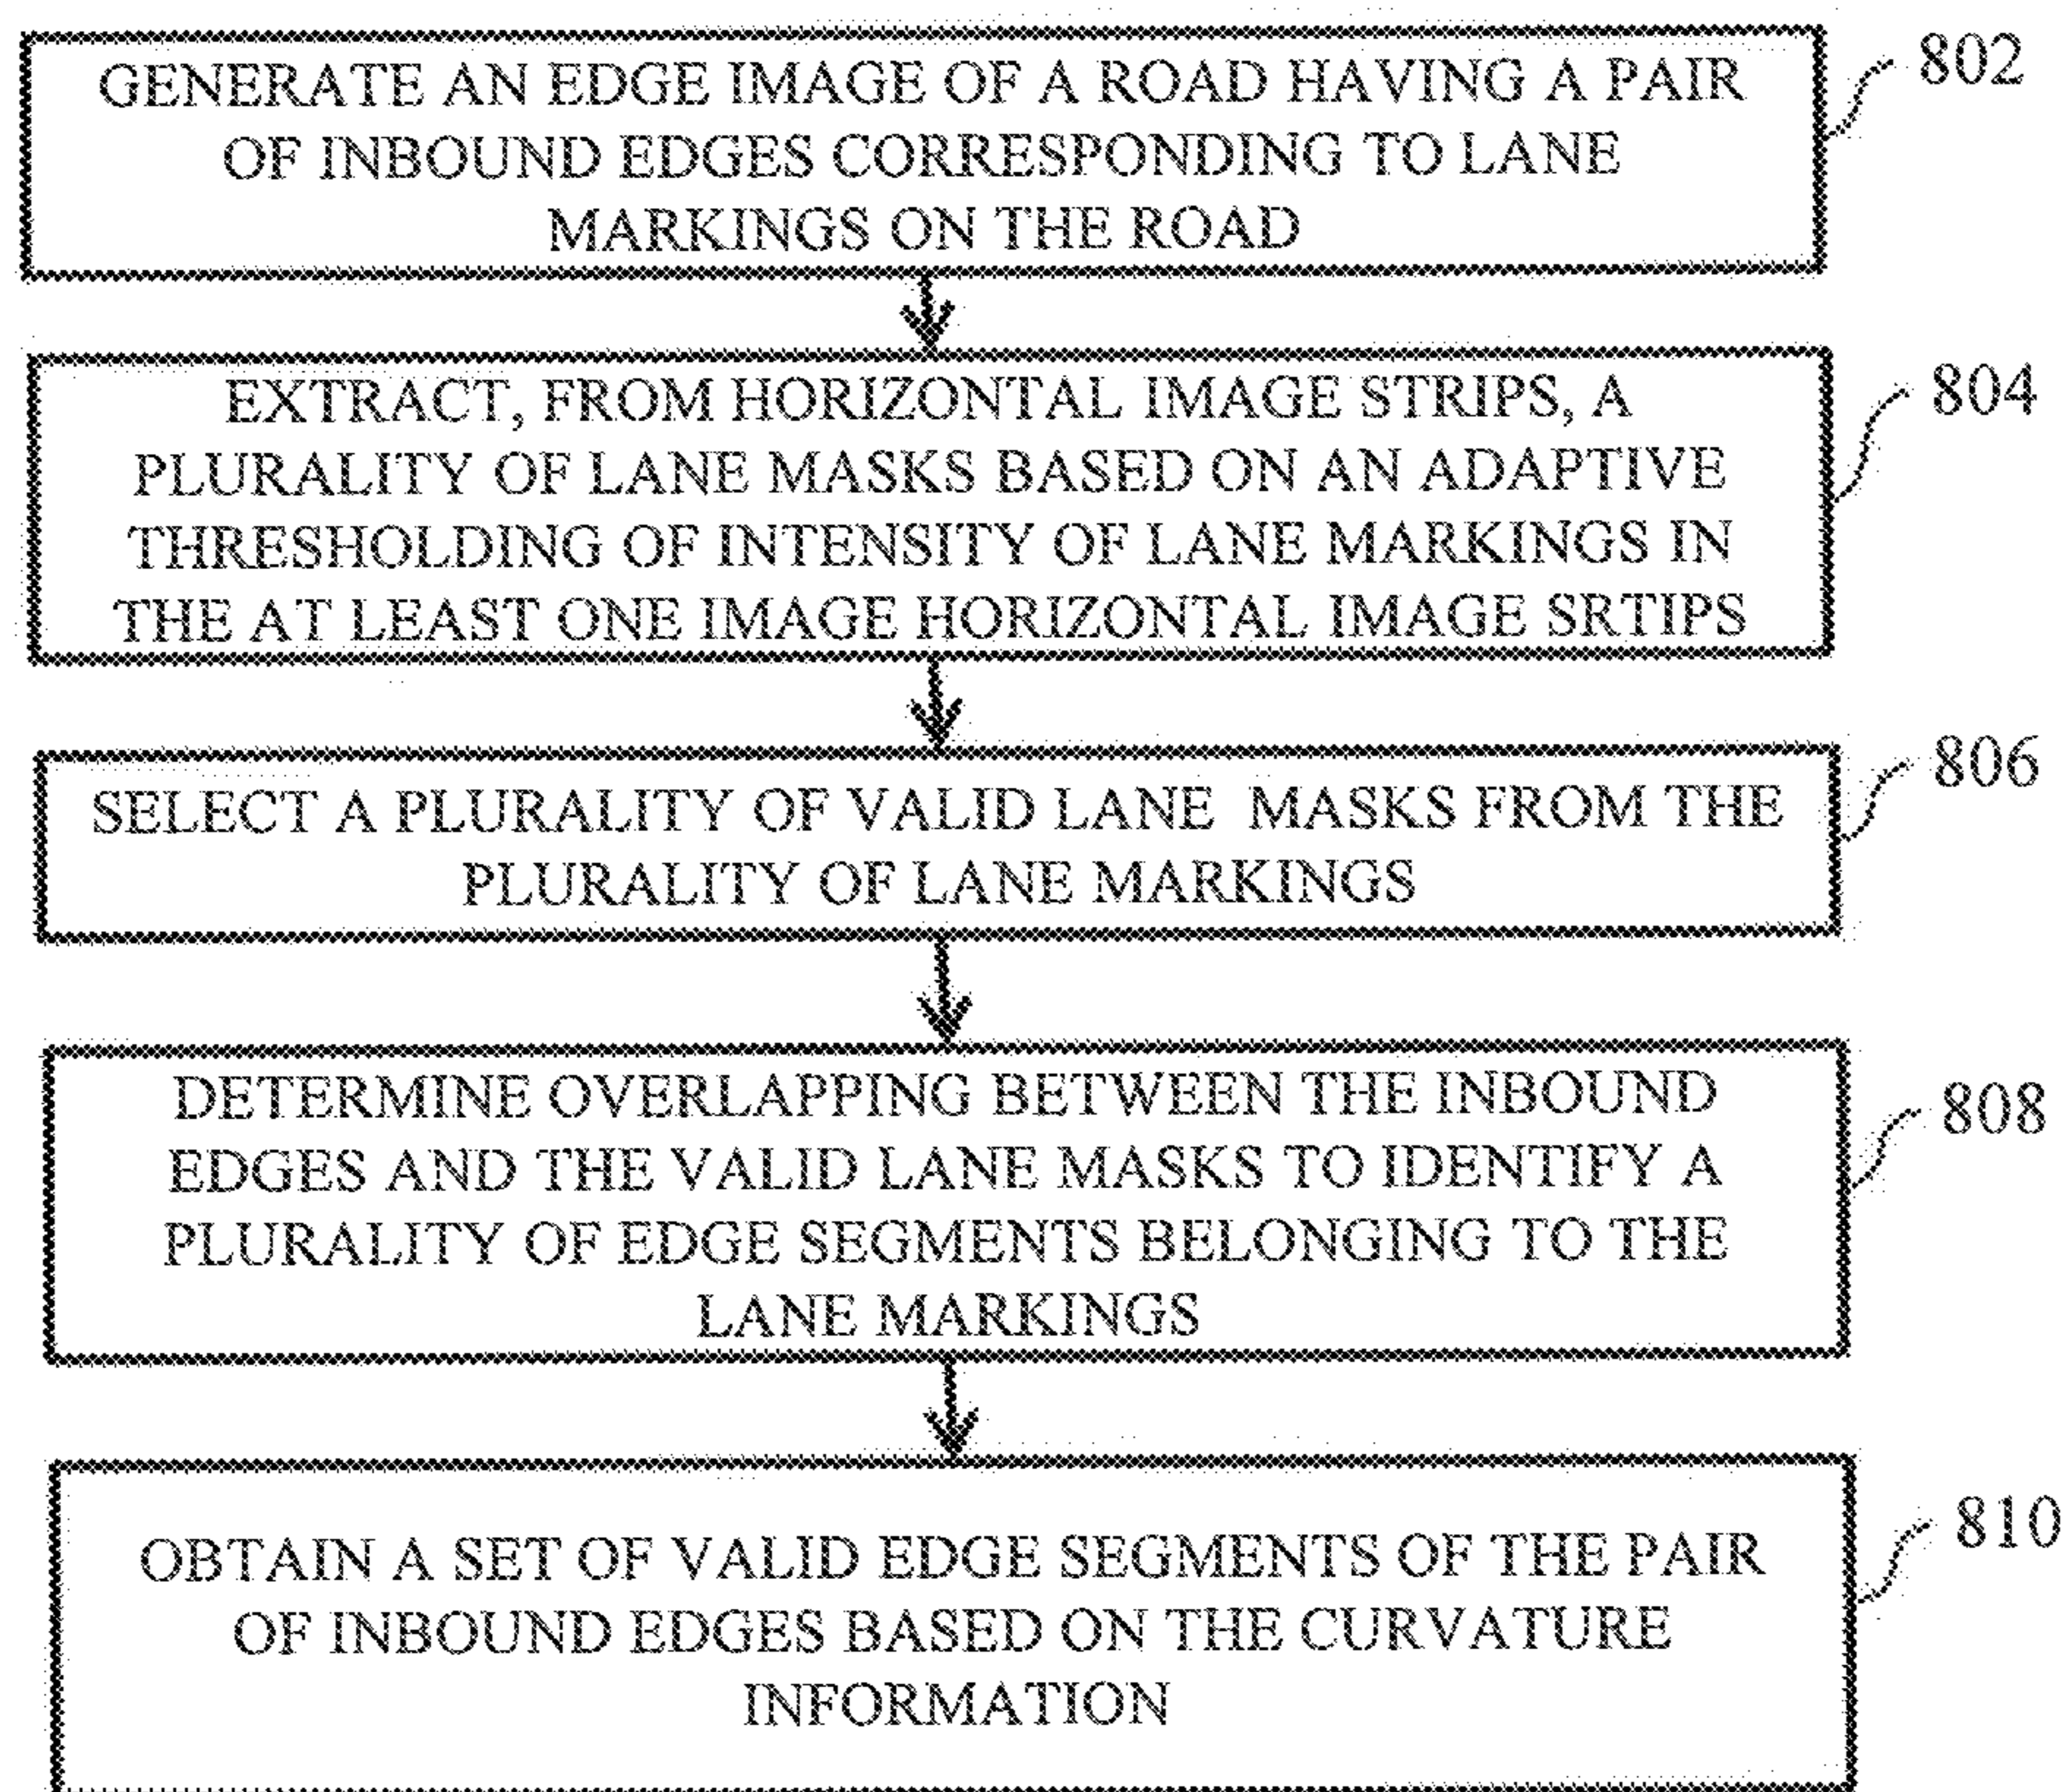 GENERATE AN EDGE IMAGE OF A ROAD HAVING A PAIR
OF INBOUND EDGES CORRESPONDING TO LANE
MARKINGS ON THE ROAD
802
EXTRACT, FROM HORIZONTAL IMAGE STRIPS, A
PLURALITY OF LANE MASKS BASED ON AN ADAPTIVE
THRESHOLDING OF INTENSITY OF LANE MARKINGS IN
THE AT LEAST ONE IMAGE HORIZONTAL IMAGE SRTIPS
804
SELECT A PLURALITY OF VALID LANE MASKS FROM THE
PLURALITY OF LANE MARKINGS
806
DETERMINE OVERLAPPING BETWEEN THE INBOUND
EDGES AND THE VALID LANE MASKS TO IDENTIFY A
PLURALITY OF EDGE SEGMENTS BELONGING TO THE
LANE MARKINGS
808
OBTAIN A SET OF VALID EDGE SEGMENTS OF THE PAIR
OF INBOUND EDGES BASED ON THE CURVATURE
INFORMATION
810